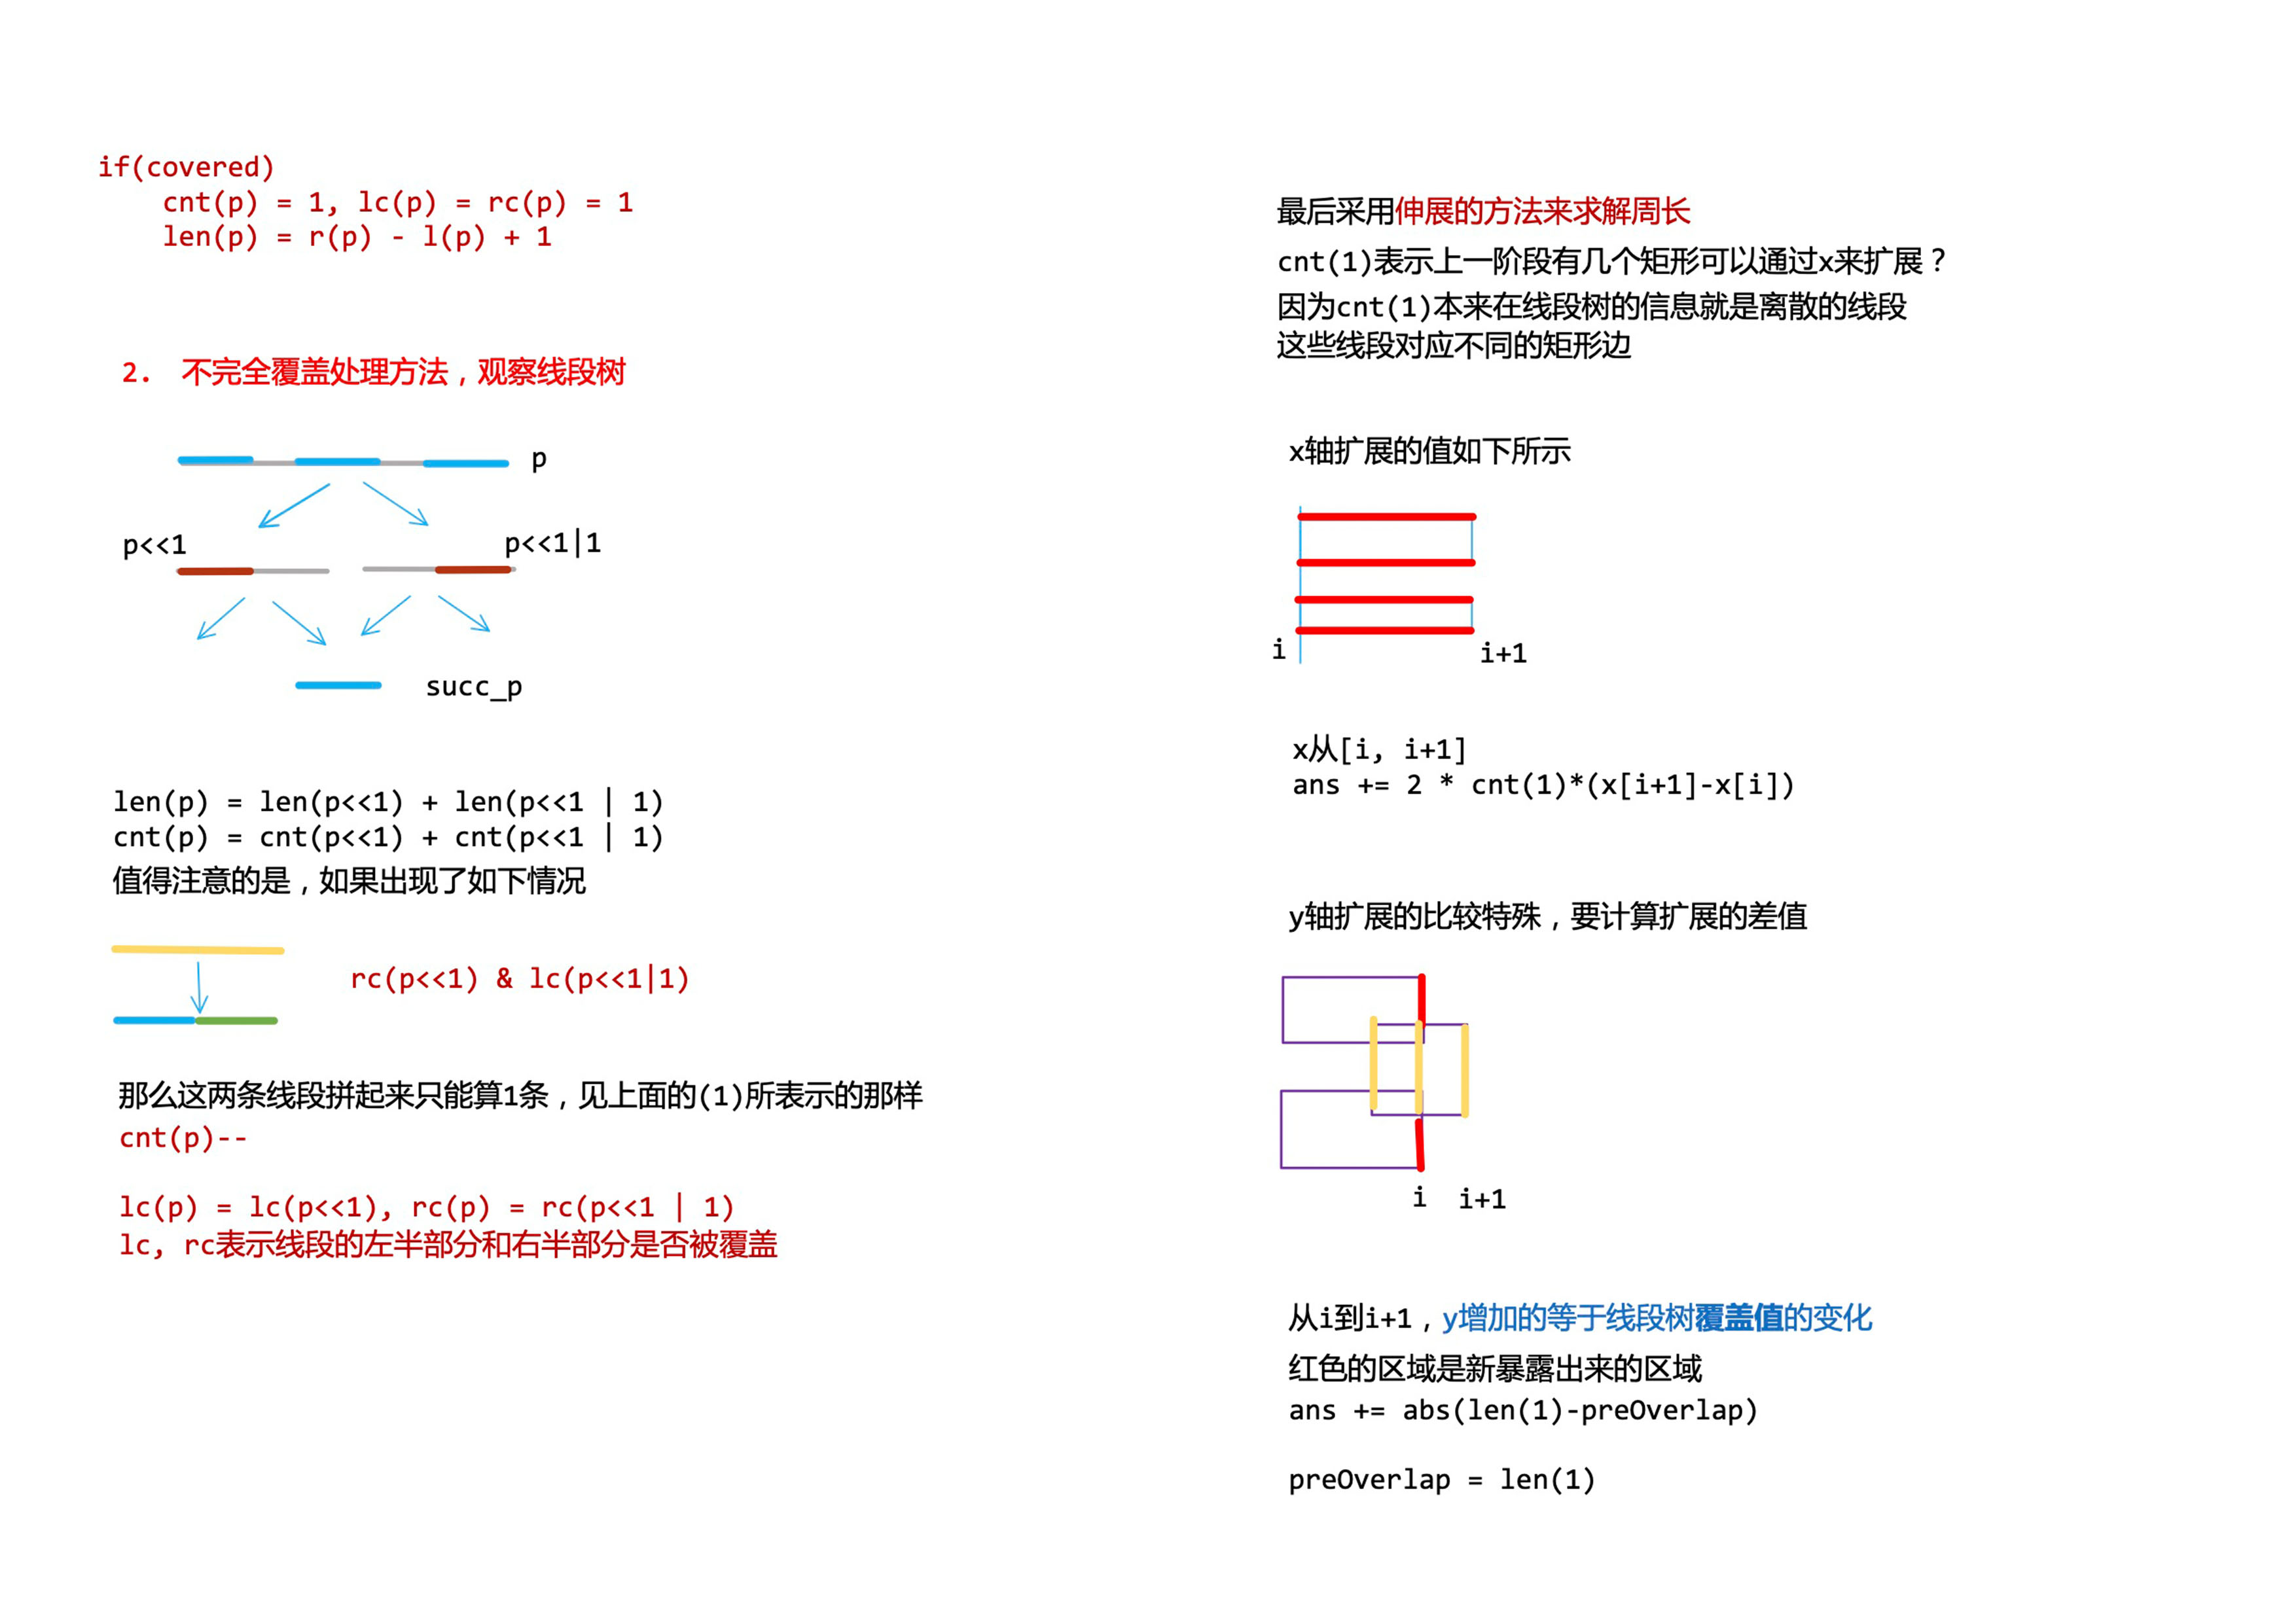 if(covered)
cnt(p) = 1, lc(p) = rc(p) = 1
len(p) = r(p) - l(p) + 1
2. 不完全覆盖处理方法，观察线段树
p
p<<1
p<<1|1
succ_p
len(p) = len(p<<1) + len(p<<1 | 1)
cnt(p) = cnt(p<<1) + cnt(p<<1 | 1)
值得注意的是，如果出现了如下情况
rc(p<<1) & lc(p<<1|1)
那么这两条线段拼起来只能算1条，见上面的(1)所表示的那样
cnt(p)--
lc(p) = lc(p<<1), rc(p) = rc(p<<1 | 1)
lc, rc表示线段的左半部分和右半部分是否被覆盖
最后采用伸展的方法来求解周长
cnt(1)表示上一阶段有几个矩形可以通过x来扩展？
因为cnt(1)本来在线段树的信息就是离散的线段
这些线段对应不同的矩形边
x轴扩展的值如下所示
i
i+1
x从[i, i+1]
ans += 2 * cnt(1)*(x[i+1]-x[i])
y轴扩展的比较特殊，要计算扩展的差值
i
i+1
从i到i+1，y增加的等于线段树覆盖值的变化
红色的区域是新暴露出来的区域
ans += abs(len(1)-preOverlap)
preOverlap = len(1)